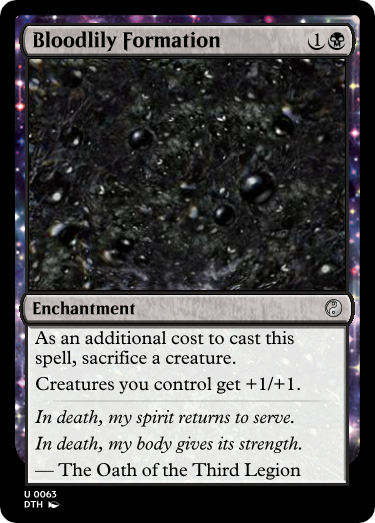 Bloodlily Formation 1
Enchantment
As an additional cost to cast this
spell, sacrifice a creature.
Creatures you control get +1/+1.
In death, my spirit returns to serve.
In death, my body gives its strength.
— The Oath of the Third Legion
U 0063
DTH